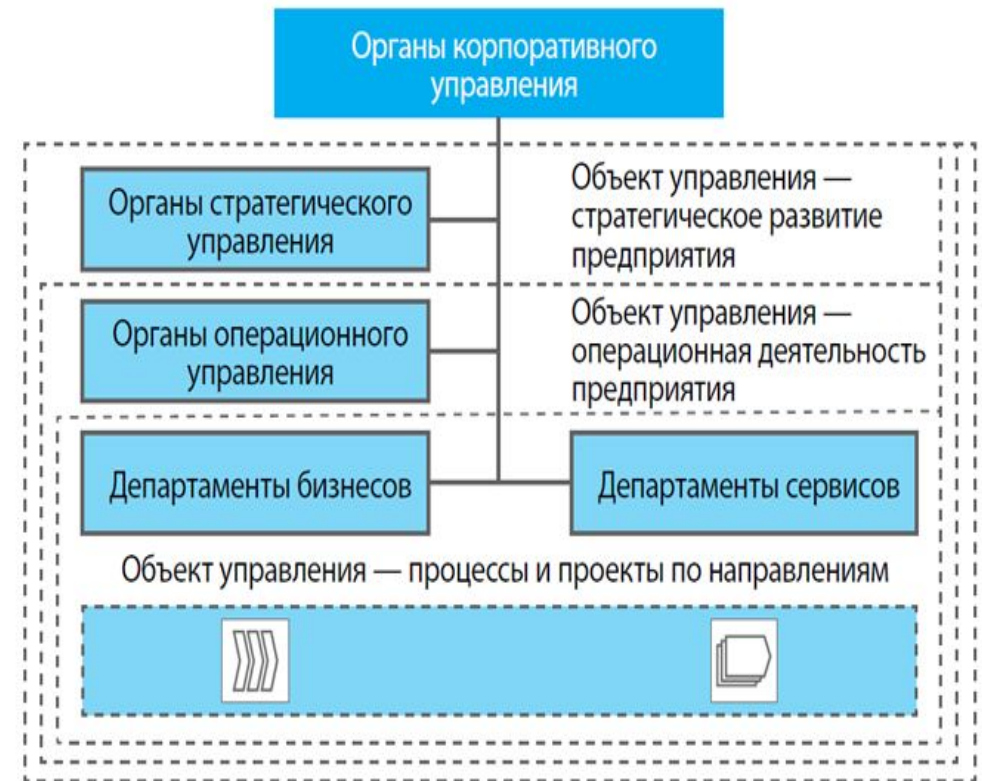 Органы корпоративного
управления
Органы стратегического
управления
Объект управления —
стратегическое развитие
предприятия
Органы операционного
управления
Объект управления —
операционная деятельность
предприятия
Департаменты бизнесов
Департаменты сервисов
Объект управления — процессы и проекты по направлениям